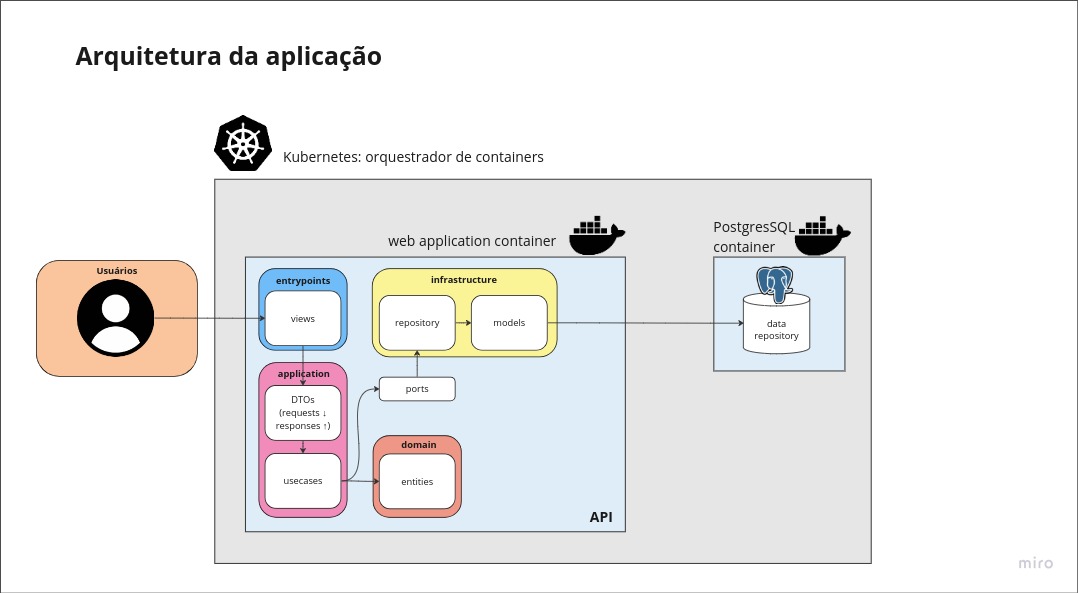 Arquitetura da aplicação
Kubernetes: orquestrador de containers
web application container
PostgresSQL
container
Usuários
entrypoints
views
infrastructure
repository
models
data
repository
application
DTOs
(requests ↓
responses ↑)
ports
usecases
domain
entities
API
miro